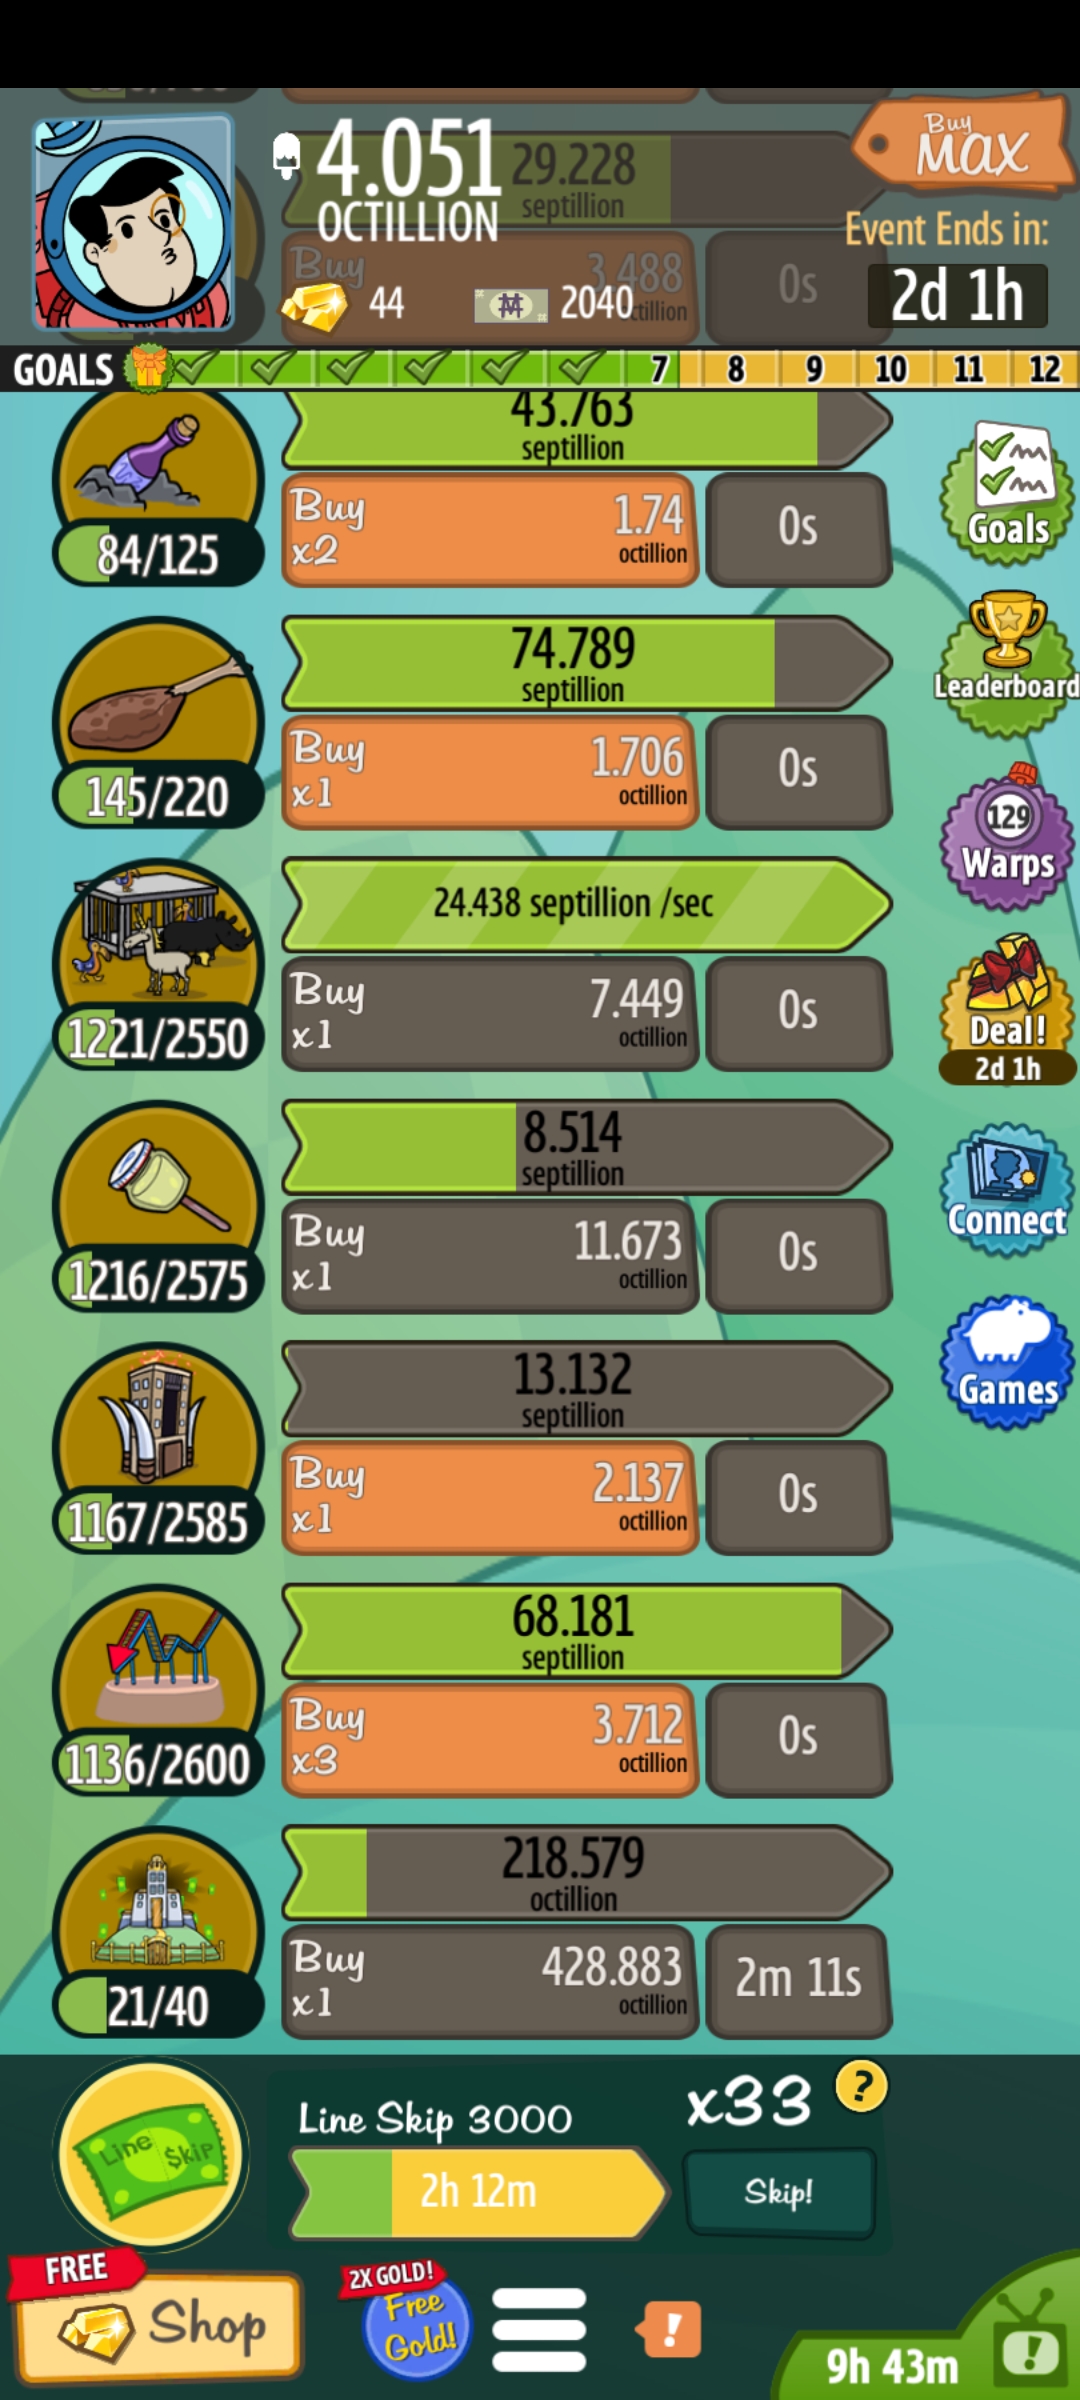 4.051
OCTILLION
29.228
septillion
Buy
MAX
Event Ends in:
2d 1h
Buy
3.488
0s
44
2040
GOALS
7
8
9
10
11
12
43.763
septillion
84/125
Buy
x2
1.74
octillion
0s
Goals
74.789
septillion
145/220
Buy
x1
1.706
octillion
0s
Leaderboard
129
Warps
24.438 septillion /sec
1221/2550
Buy
x1
7.449
octillion
0s
Deal!
2d 1h
8.514
septillion
1216/2575
Buy
x1
11.673
octillion
0s
Connect
Games
13.132
septillion
1167/2585
Buy
x1
2.137
octillion
0s
68.181
septillion
1136/2600
Buy
x3
3.712
octillion
0s
218.579
octillion
21/40
Buy
x1
428.883
octillion
2m 11s
Line $kip
Line Skip 3000
x33
?
2h 12m
Skip!
FREE
Shop
2X GOLD!
Free
Gold!
!
9h 43m
!